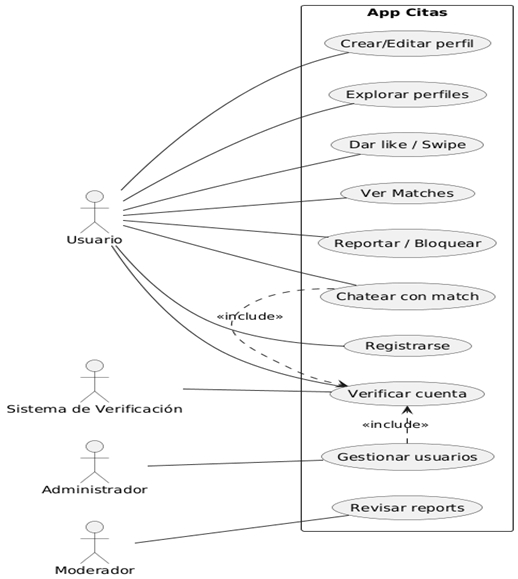 App Citas
Crear/Editar perfil
Explorar perfiles
Dar like / Swipe
Ver Matches
Usuario
Reportar / Bloquear
Chatear con match
«include»
Registrarse
Verificar cuenta
Sistema de Verificación
«include»
Gestionar usuarios
Administrador
Revisar reports
Moderador